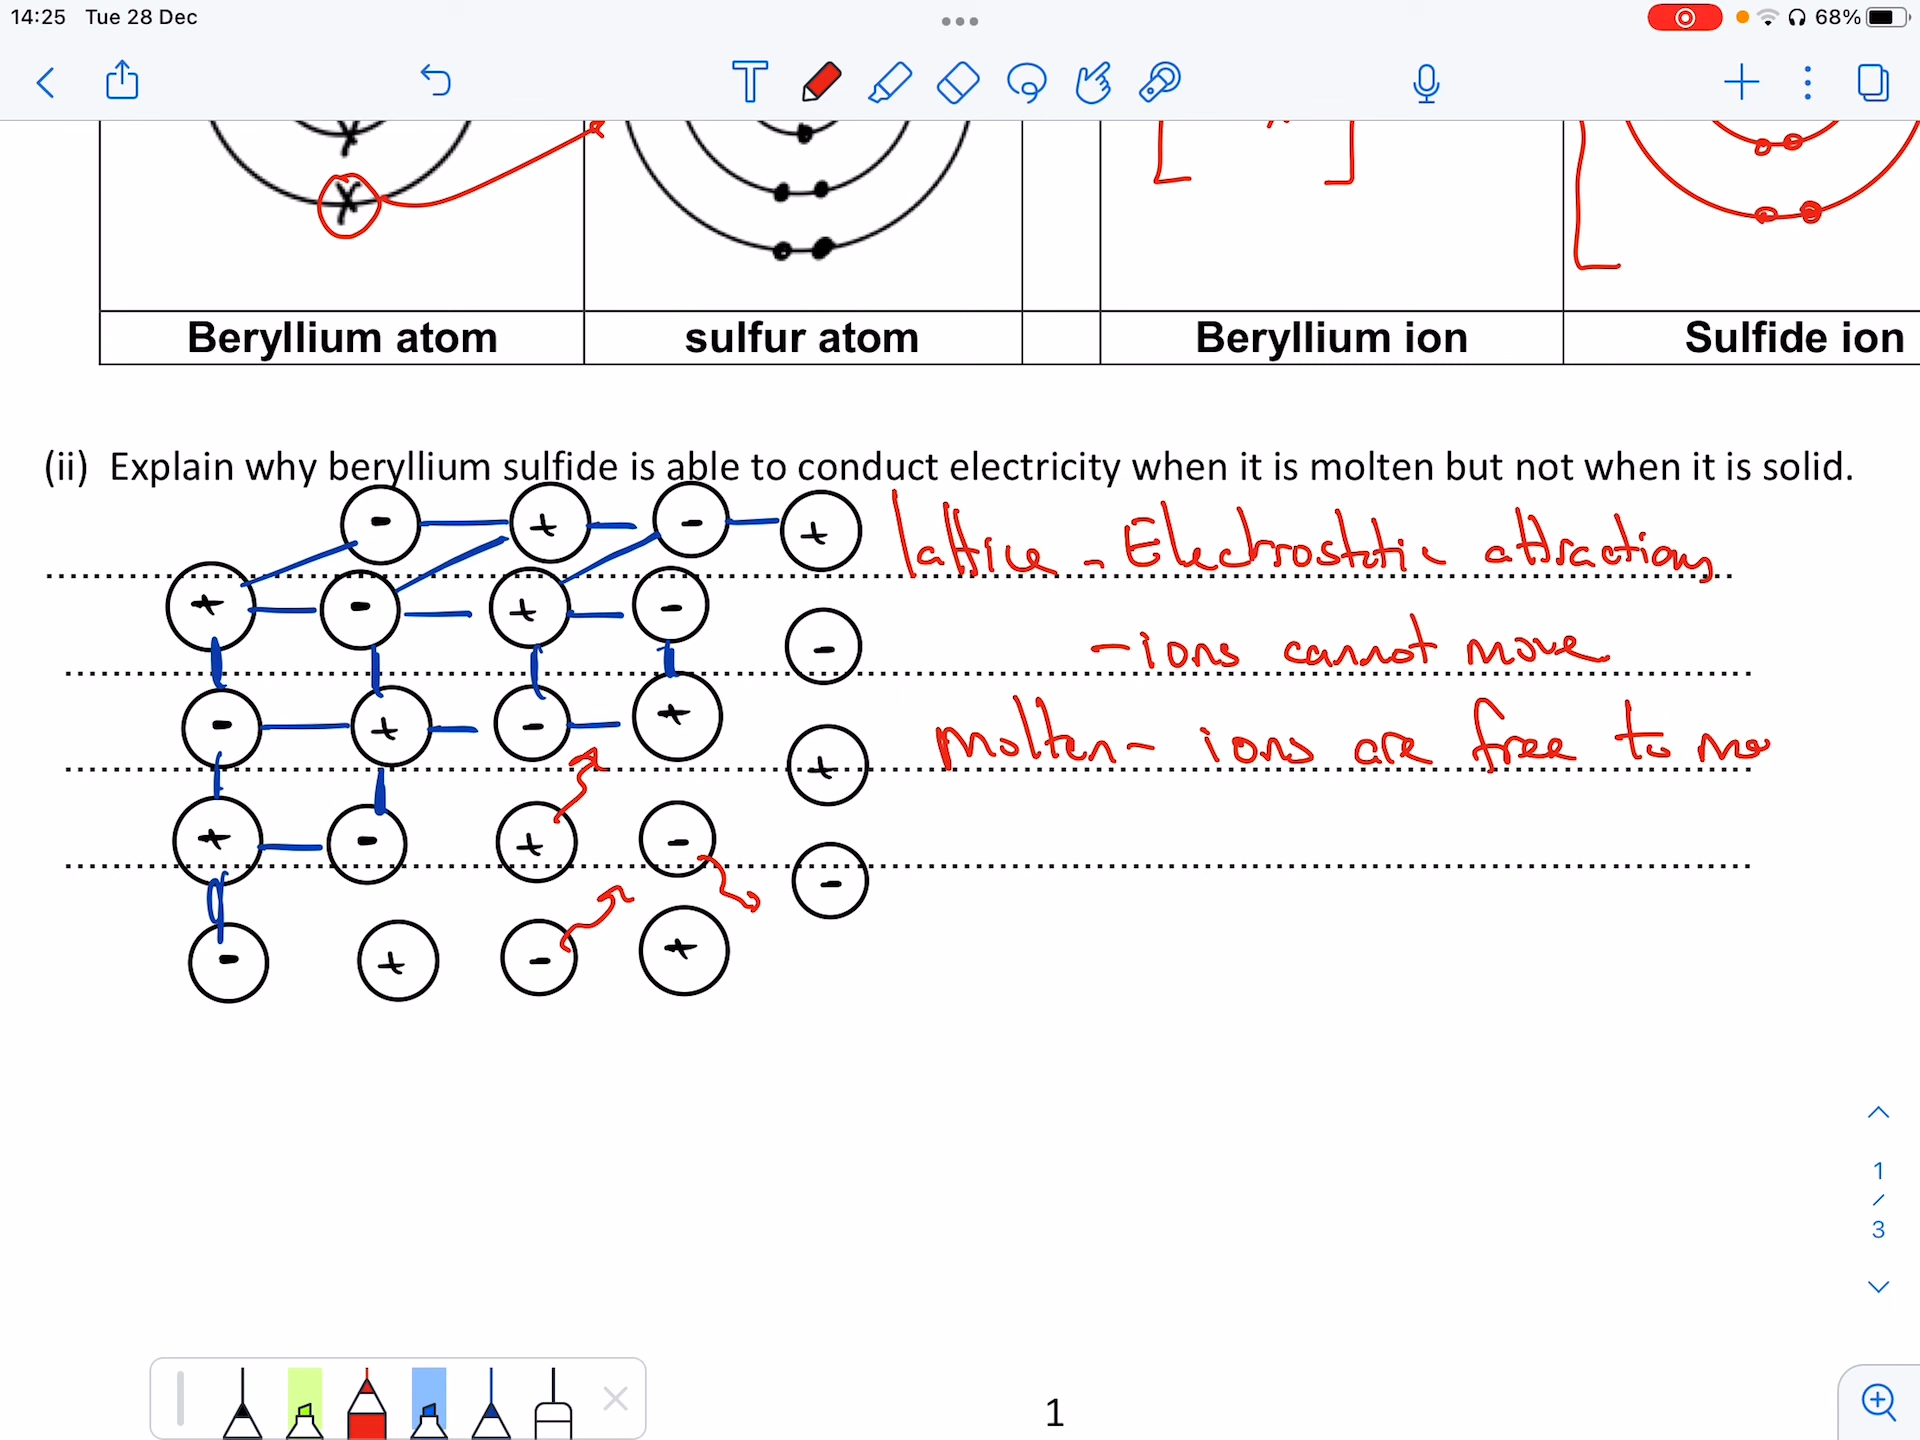 14:25 Tue 28 Dec
68%
Beryllium atom
sulfur atom
Beryllium ion
Sulfide ion
(ii) Explain why beryllium sulfide is able to conduct electricity when it is molten but not when it is solid.
lattice - Electrostatic attractions
- ions cannot move
molten - ions are free to mo
- + - +
+ - + -
-
- + - +
+
+ - + -
-
- + - +
1
/
3
1